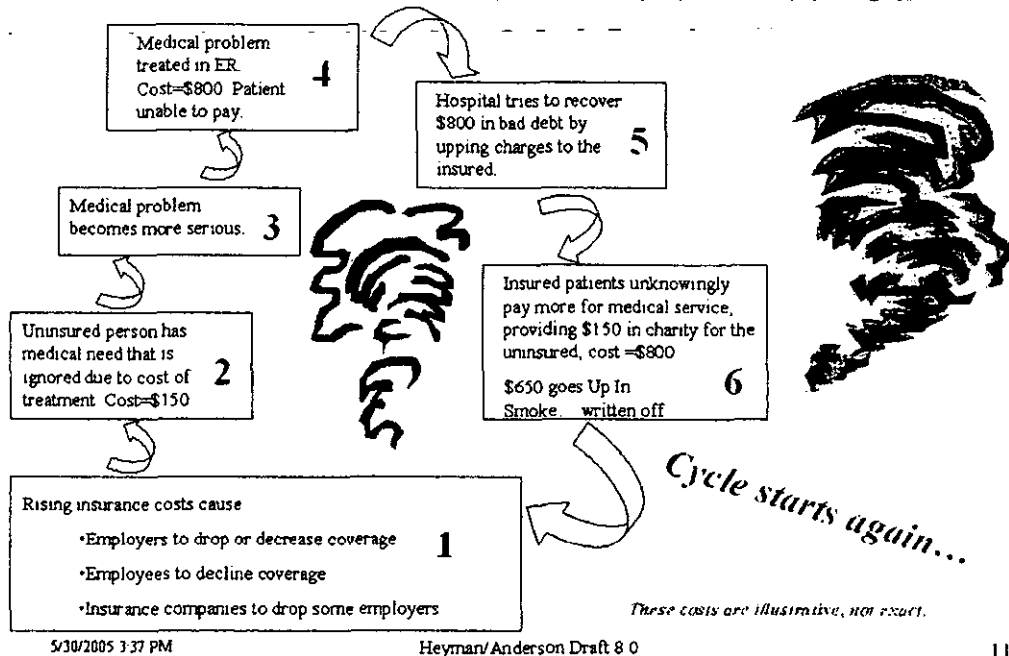 Rising insurance costs cause
•Employers to drop or decrease coverage
•Employees to decline coverage
•Insurance companies to drop some employers
1
Uninsured person has
medical need that is
ignored due to cost of
treatment Cost=$150
2
Medical problem
becomes more serious.
3
Medical problem
treated in ER
Cost=$800 Patient
unable to pay.
4
Hospital tries to recover
$800 in bad debt by
upping charges to the
insured.
5
Insured patients unknowingly
pay more for medical service,
providing $150 in charity for the
uninsured, cost =$800
$650 goes Up In
Smoke. written off
6
Cycle starts again...
These costs are illustrative, not exact.
5/30/2005 3:37 PM
Heyman/Anderson Draft 8 0
11